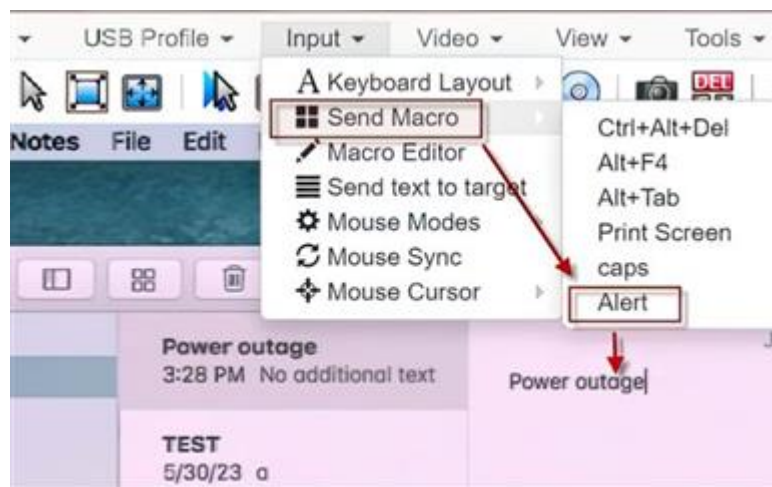 USB Profile Input Video View Tools
A Keyboard Layout
DEL
Send Macro
Notes File Edit
Ctrl+Alt+Del
Macro Editor
Alt+F4
Send text to target
Alt+Tab
Mouse Modes
Print Screen
Mouse Sync
caps
Mouse Cursor
Alert
Power outage
3:28 PM No additional text
Power outage
TEST
5/30/23 a